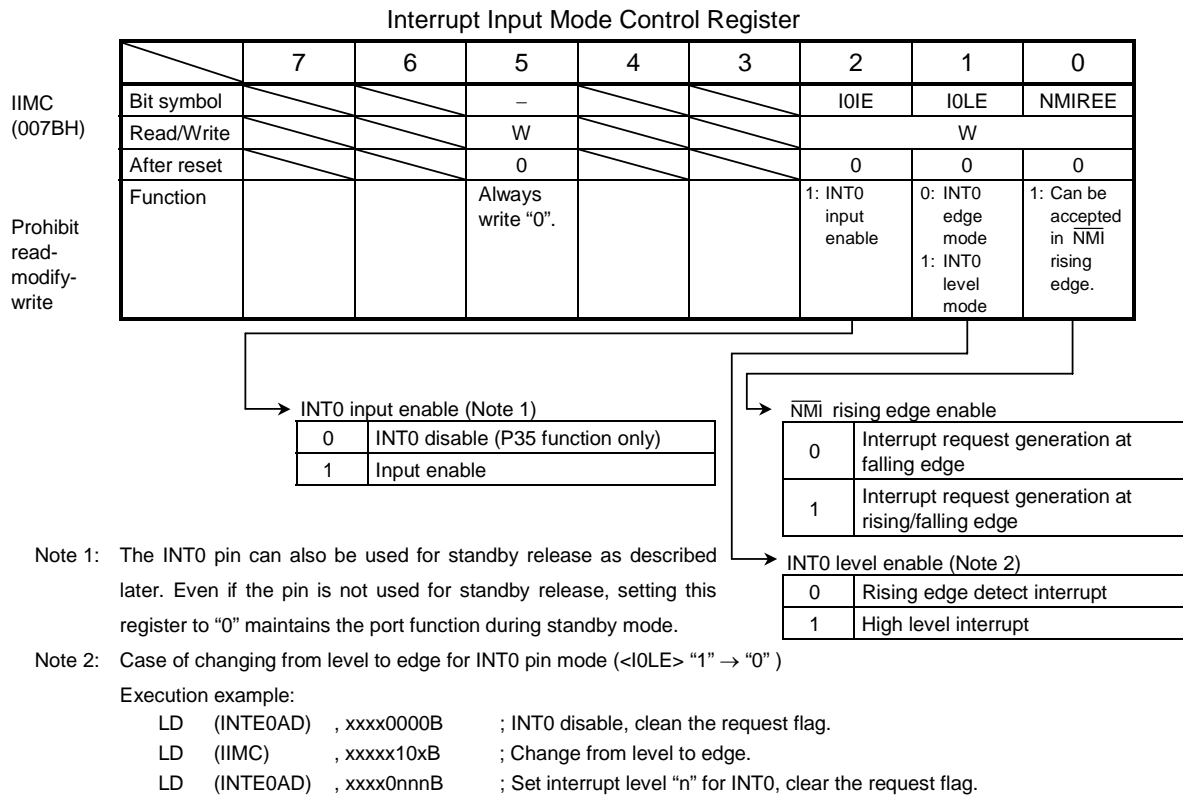 Interrupt Input Mode Control Register
7 6 5 4 3 2 1 0
IIMC
(007BH)
Bit symbol – I0IE I0LE NMIREE
Read/Write W W
After reset 0 0 0 0
Prohibit
read-
modify-
write
Function
Always
write “0”.
1: INT0
input
enable
0: INT0
edge
mode
1: INT0
level
mode
1: Can be
accepted
in NMI
rising
edge.
INT0 input enable (Note 1)
0 INT0 disable (P35 function only)
1 Input enable
NMI rising edge enable
0 Interrupt request generation at
falling edge
1 Interrupt request generation at
rising/falling edge
INT0 level enable (Note 2)
0 Rising edge detect interrupt
1 High level interrupt
Note 1: The INT0 pin can also be used for standby release as described
later. Even if the pin is not used for standby release, setting this
register to “0” maintains the port function during standby mode.
Note 2: Case of changing from level to edge for INT0 pin mode (<I0LE> “1” → “0” )
Execution example:
LD (INTE0AD) , xxxx0000B ; INT0 disable, clean the request flag.
LD (IIMC) , xxxxx10xB ; Change from level to edge.
LD (INTE0AD) , xxxx0nnnB ; Set interrupt level “n” for INT0, clear the request flag.